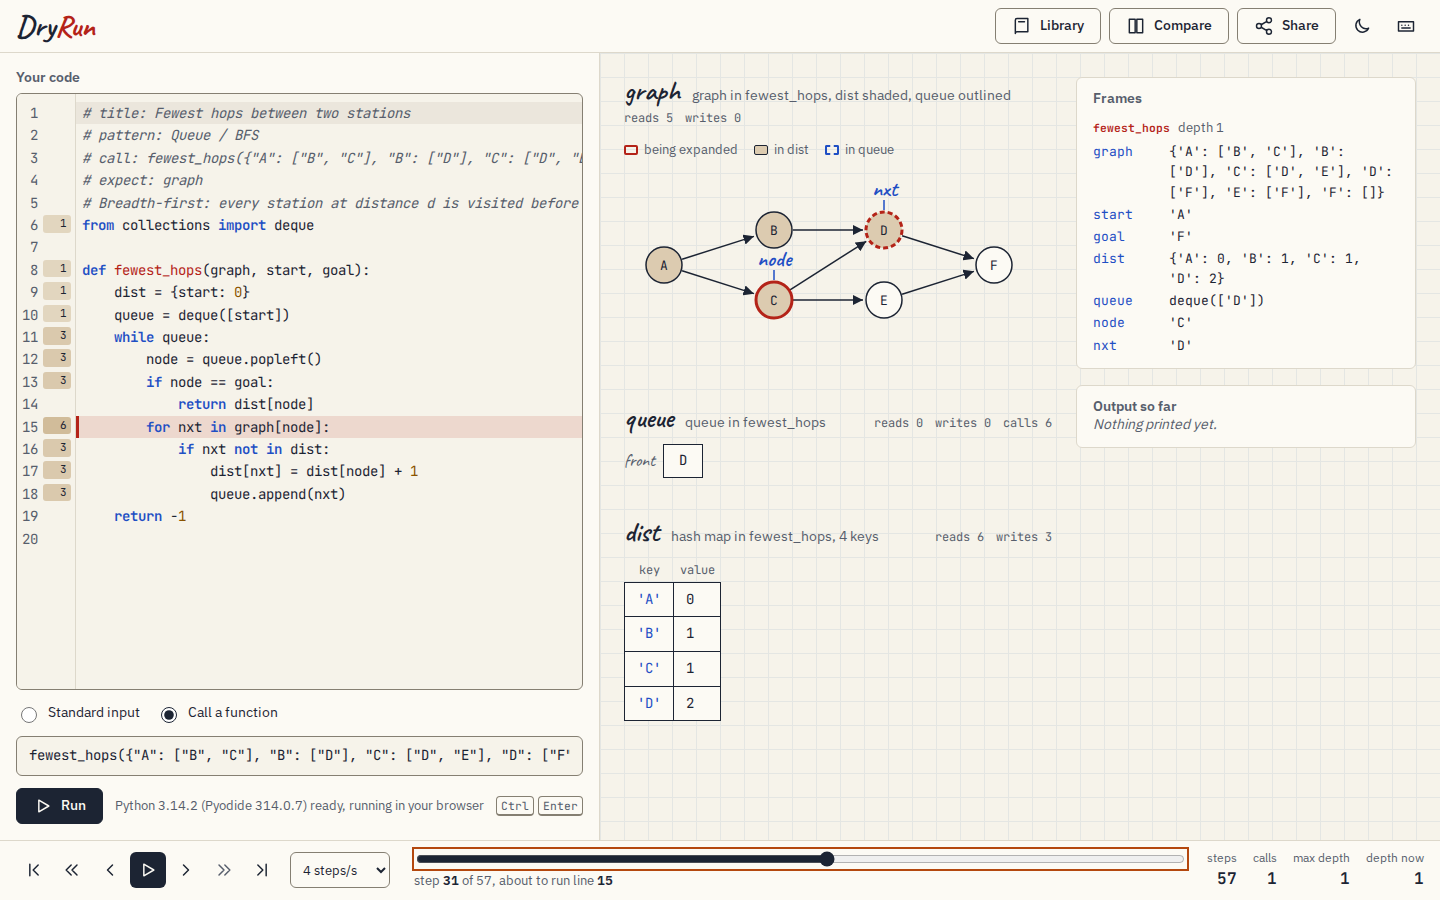 DryRun
Library
Compare
Share
Your code
1 # title: Fewest hops between two stations
2 # pattern: Queue / BFS
3 # call: fewest_hops({"A": ["B", "C"], "B": ["D"], "C": ["D", "E
4 # expect: graph
5 # Breadth-first: every station at distance d is visited before
6 1 from collections import deque
7
8 1 def fewest_hops(graph, start, goal):
9 1 dist = {start: 0}
10 1 queue = deque([start])
11 3 while queue:
12 3 node = queue.popleft()
13 3 if node == goal:
14 return dist[node]
15 6 for nxt in graph[node]:
16 3 if nxt not in dist:
17 3 dist[nxt] = dist[node] + 1
18 3 queue.append(nxt)
19 return -1
20
Standard input
Call a function
fewest_hops({"A": ["B", "C"], "B": ["D"], "C": ["D", "E"], "D": ["F"
Run
Python 3.14.2 (Pyodide 314.0.7) ready, running in your browser
Ctrl Enter
graph graph in fewest_hops, dist shaded, queue outlined
reads 5 writes 0
being expanded in dist in queue
nxt
B
D
node
A
F
C
E
queue queue in fewest_hops reads 0 writes 0 calls 6
front D
dist hash map in fewest_hops, 4 keys reads 6 writes 3
key value
'A' 0
'B' 1
'C' 1
'D' 2
Frames
fewest_hops depth 1
graph {'A': ['B', 'C'], 'B':
['D'], 'C': ['D', 'E'], 'D':
['F'], 'E': ['F'], 'F': []}
start 'A'
goal 'F'
dist {'A': 0, 'B': 1, 'C': 1,
'D': 2}
queue deque(['D'])
node 'C'
nxt 'D'
Output so far
Nothing printed yet.
4 steps/s
step 31 of 57, about to run line 15
steps calls max depth depth now
57 1 1 1